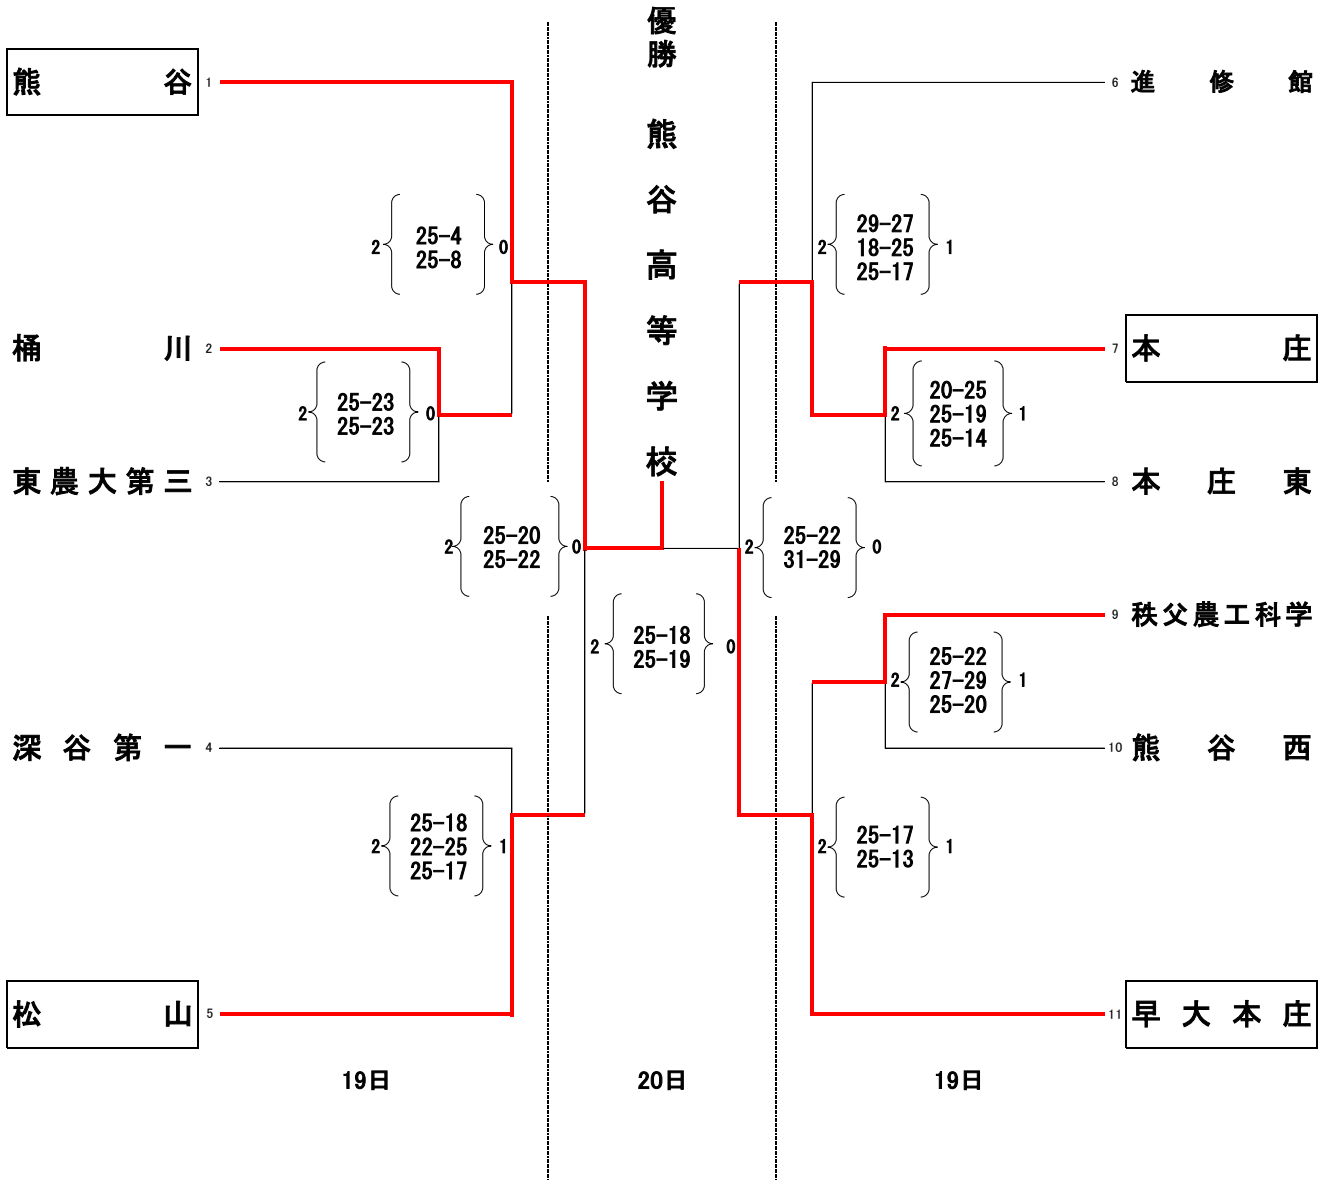 優勝 熊谷高等学校
熊谷 1
2 25-4 0
25-8
桶川 2
2 25-23 0
25-23
東農大第三 3
2 25-20 0
25-22
深谷第一 4
2 25-18 1
22-25
25-17
松山 5
2 25-18 0
25-19
6 進修館
2 29-27 1
18-25
25-17
7 本庄
2 20-25 1
25-19
25-14
8 本庄東
2 25-22 0
31-29
9 秩父農工科学
2 25-22 1
27-29
25-20
10 熊谷西
2 25-17 1
25-13
11 早大本庄
19日 20日 19日